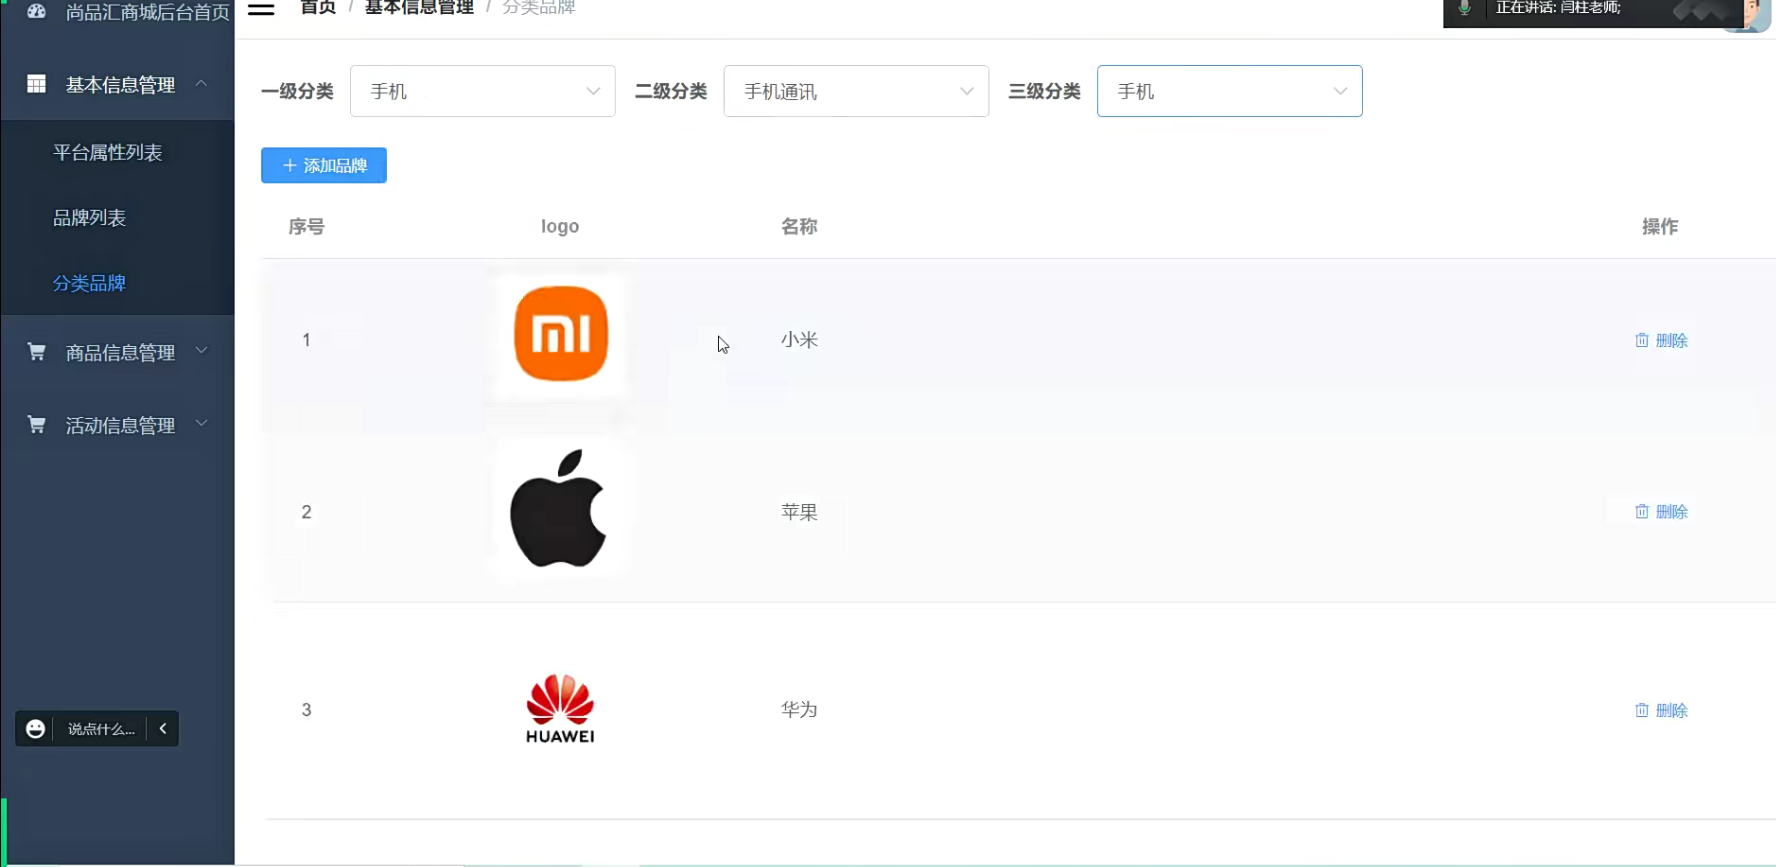 尚品汇商城后台首页
首页 / 基本信息管理 / 分类品牌
正在讲话: 闫柱老师;
基本信息管理
平台属性列表
品牌列表
分类品牌
商品信息管理
活动信息管理
说点什么...
一级分类 手机 二级分类 手机通讯 三级分类 手机
添加品牌
序号 logo 名称 操作
1 mi 小米 删除
2 苹果 删除
3 HUAWEI 华为 删除